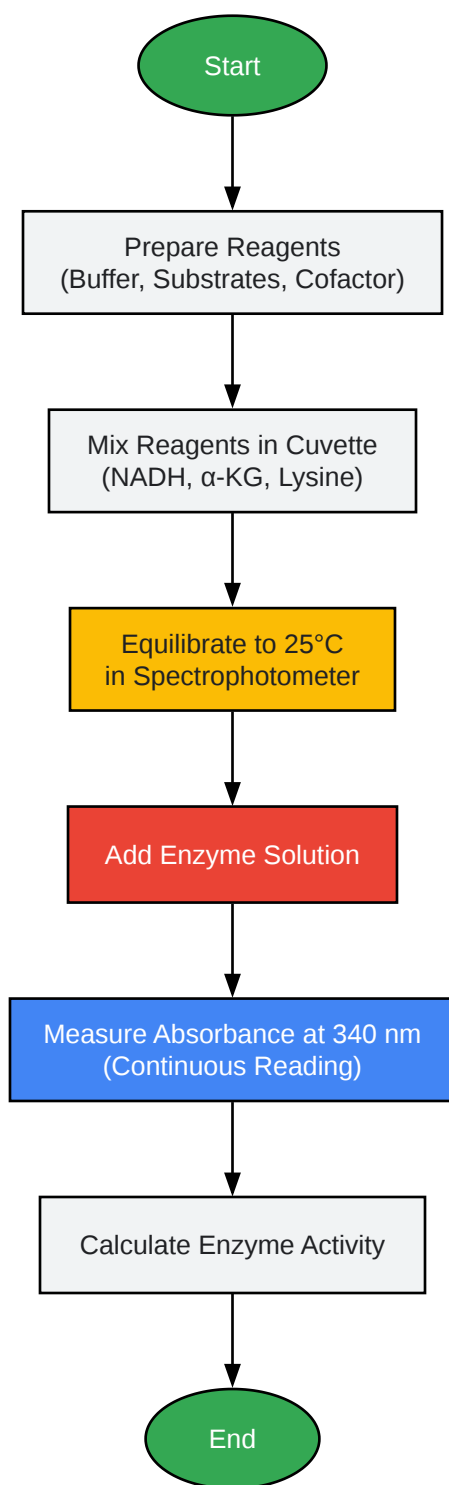 Start
Prepare Reagents
(Buffer, Substrates, Cofactor)
Mix Reagents in Cuvette
(NADH, α-KG, Lysine)
Equilibrate to 25°C
in Spectrophotometer
Add Enzyme Solution
Measure Absorbance at 340 nm
(Continuous Reading)
Calculate Enzyme Activity
End